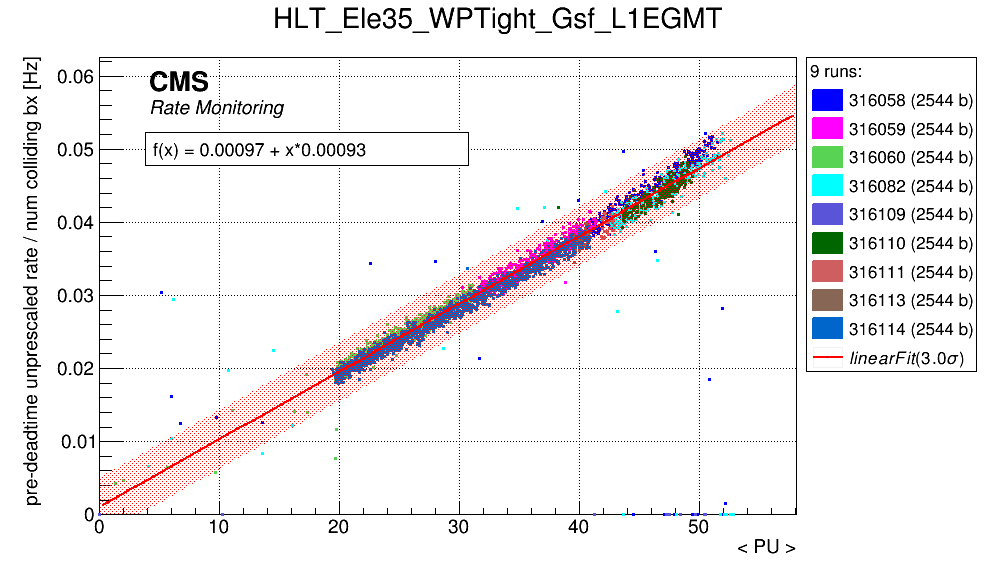 HLT_Ele35_WPTight_Gsf_L1EGMT
pre-deadtime unprescaled rate / num colliding bx [Hz]
0.06
0.05
0.04
0.03
0.02
0.01
0
CMS
Rate Monitoring
f(x) = 0.00097 + x*0.00093
0
10
20
30
40
50
< PU >
9 runs:
316058 (2544 b)
316059 (2544 b)
316060 (2544 b)
316082 (2544 b)
316109 (2544 b)
316110 (2544 b)
316111 (2544 b)
316113 (2544 b)
316114 (2544 b)
linearFit(3.0σ)